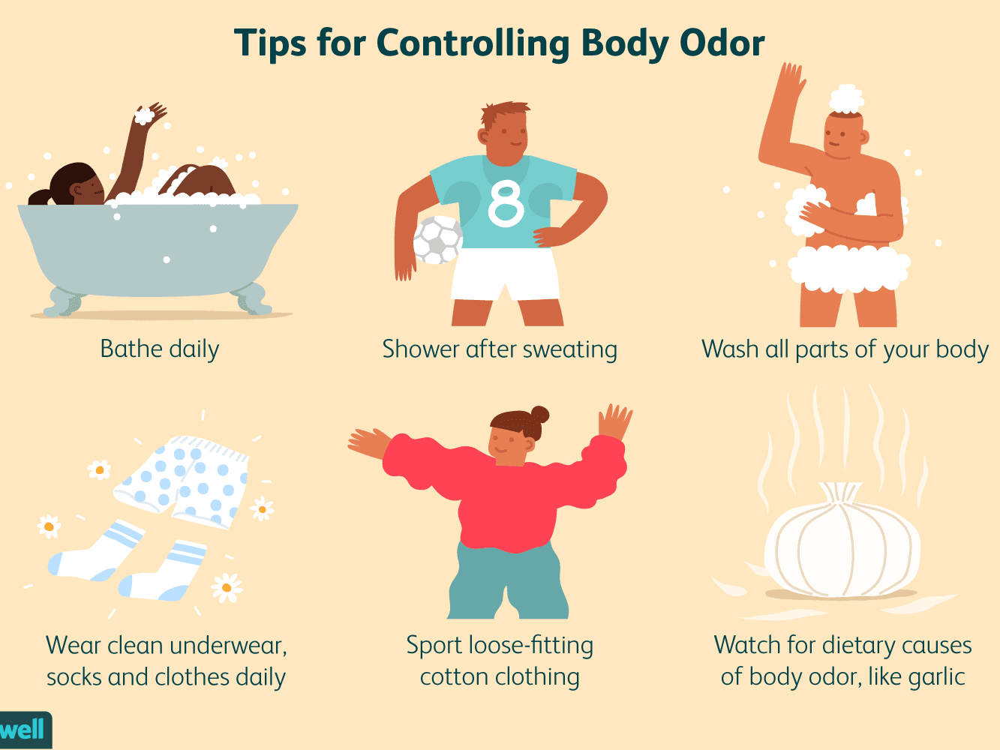 Tips for Controlling Body Odor
8
Bathe daily
Shower after sweating
Wash all parts of your body
Wear clean underwear,
socks and clothes daily
Sport loose-fitting
cotton clothing
Watch for dietary causes
of body odor, like garlic
well